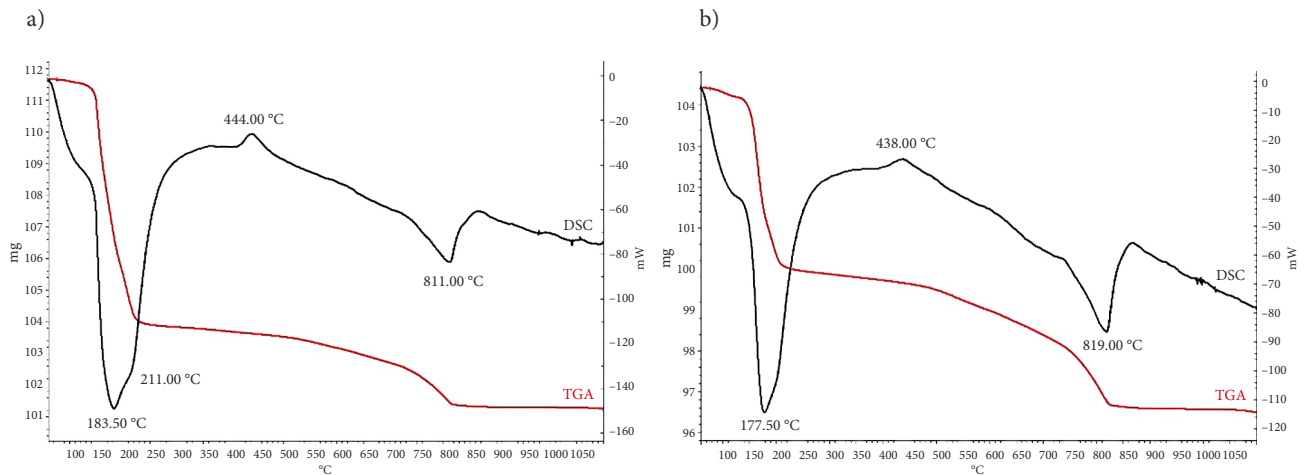 a)
112
111
110
109
108
107
106
105
104
103
102
101
mg
0
–20
–40
–60
–80
–100
–120
–140
–160
mW
444.00 °C
DSC
811.00 °C
211.00 °C
TGA
183.50 °C
100 150 200 250 300 350 400 450 500 550 600 650 700 750 800 850 900 950 1000 1050
°C
b)
104
103
102
101
100
99
98
97
96
mg
0
–10
–20
–30
–40
–50
–60
–70
–80
–90
–100
–110
–120
mW
438.00 °C
DSC
819.00 °C
TGA
177.50 °C
100 150 200 250 300 350 400 450 500 550 600 650 700 750 800 850 900 950 1000 1050
°C